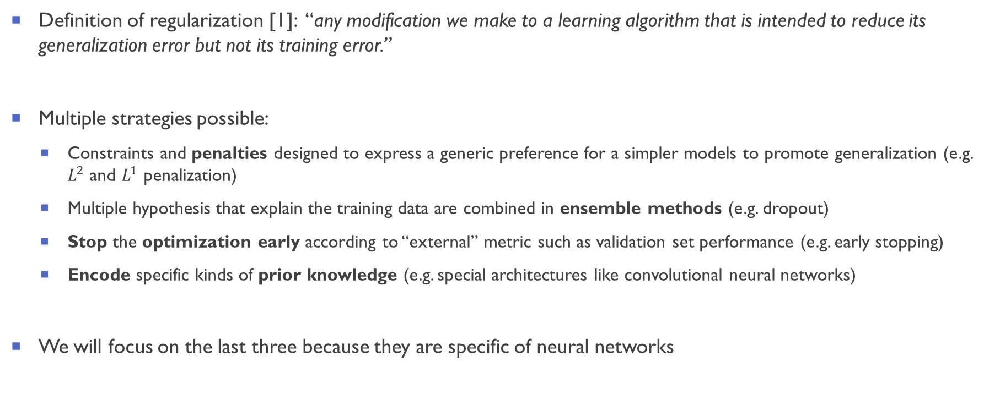 Definition of regularization [1]: “any modification we make to a learning algorithm that is intended to reduce its
generalization error but not its training error.”
Multiple strategies possible:
Constraints and penalties designed to express a generic preference for a simpler models to promote generalization (e.g.
L² and L¹ penalization)
Multiple hypothesis that explain the training data are combined in ensemble methods (e.g. dropout)
Stop the optimization early according to “external” metric such as validation set performance (e.g. early stopping)
Encode specific kinds of prior knowledge (e.g. special architectures like convolutional neural networks)
We will focus on the last three because they are specific of neural networks